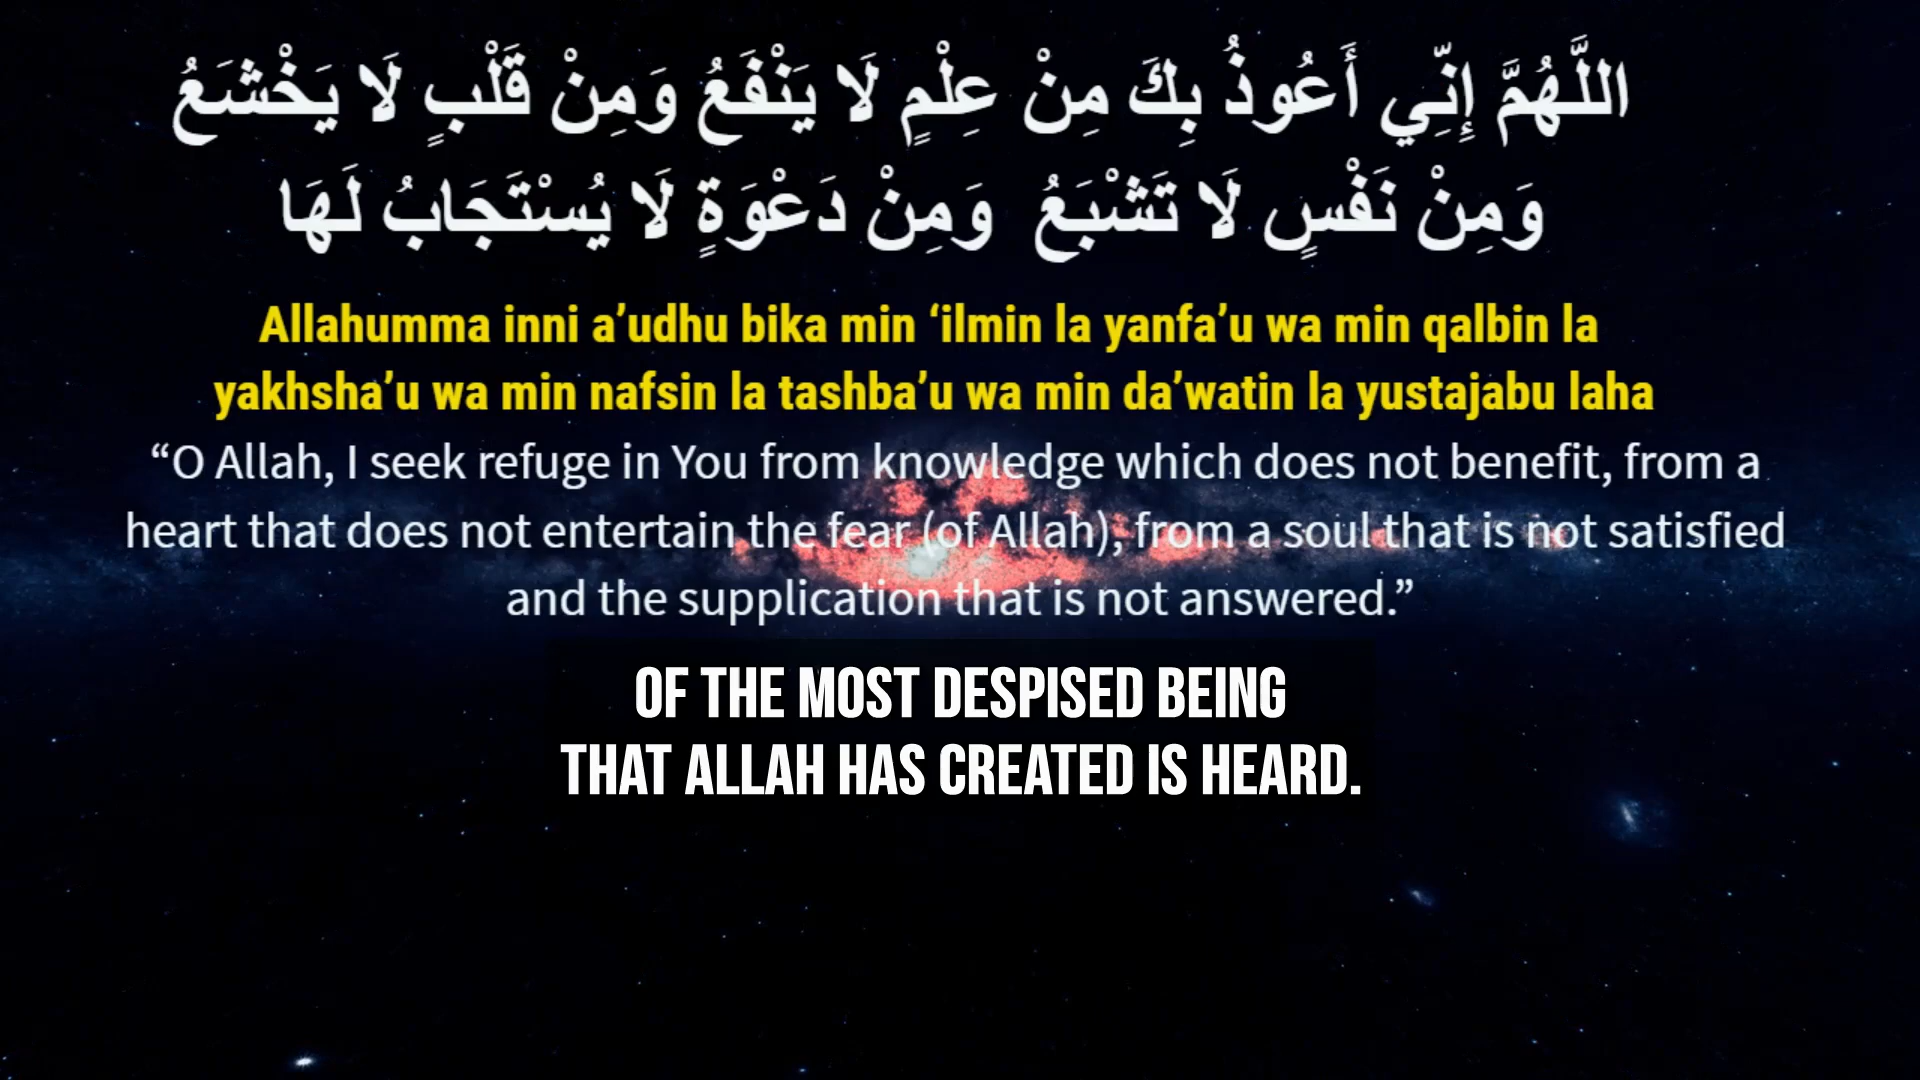 اللَّهُمَّ إِنِّي أَعُوذُ بِكَ مِنْ عِلْمٍ لَا يَنْفَعُ وَمِنْ قَلْبٍ لَا يَخْشَعُ
وَمِنْ نَفْسٍ لَا تَشْبَعُ وَمِنْ دَعْوَةٍ لَا يُسْتَجَابُ لَهَا
Allahumma inni a’udhu bika min ‘ilmin la yanfa’u wa min qalbin la
yakhsha’u wa min nafsin la tashba’u wa min da’watin la yustajabu laha
“O Allah, I seek refuge in You from knowledge which does not benefit, from a
heart that does not entertain the fear (of Allah), from a soul that is not satisfied
and the supplication that is not answered.”
OF THE MOST DESPISED BEING
THAT ALLAH HAS CREATED IS HEARD.